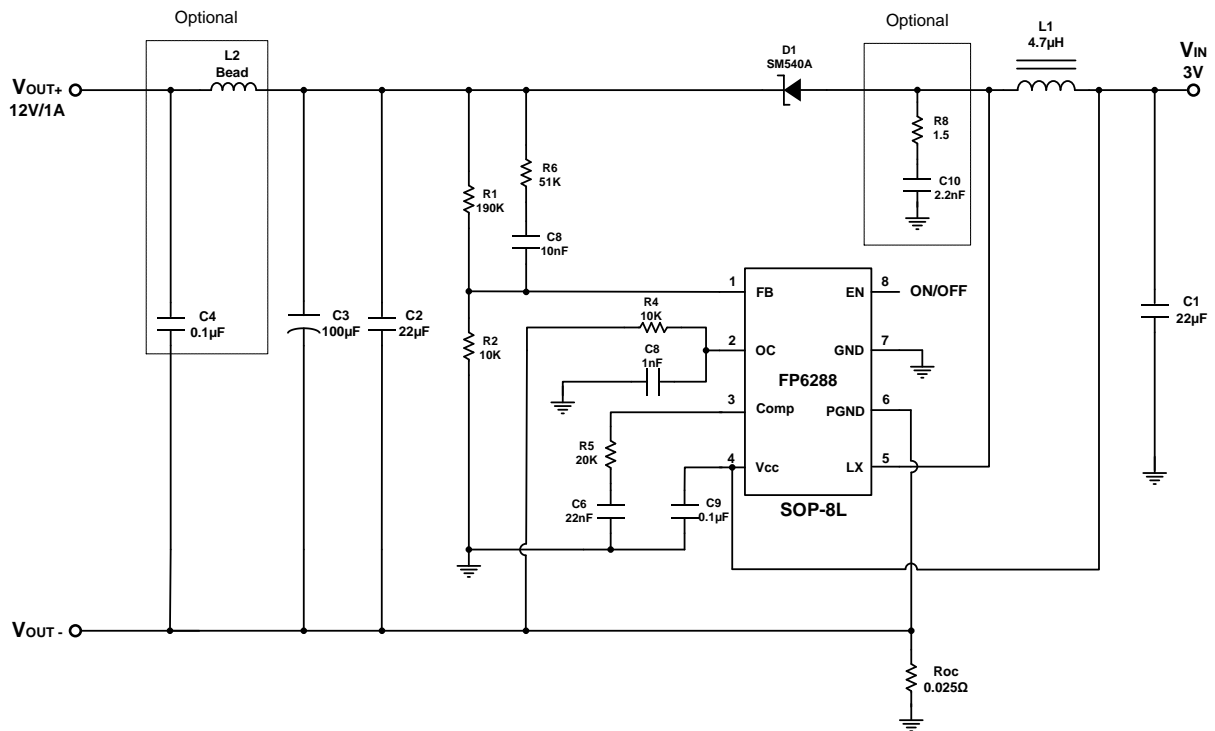 Optional
Optional
L2
Bead
D1
SM540A
L1
4.7µH
VIN
3V
VOUT+
12V/1A
R8
1.5
C10
2.2nF
R6
51K
R1
190K
C8
10nF
1
FB
EN
8
ON/OFF
R4
10K
C4
0.1µF
C3
100µF
C2
22µF
C1
22µF
R2
10K
2
OC
GND
7
C8
1nF
FP6288
3
Comp
PGND
6
R5
20K
4
Vcc
LX
5
C6
22nF
C9
0.1µF
SOP-8L
VOUT -
Roc
0.025Ω